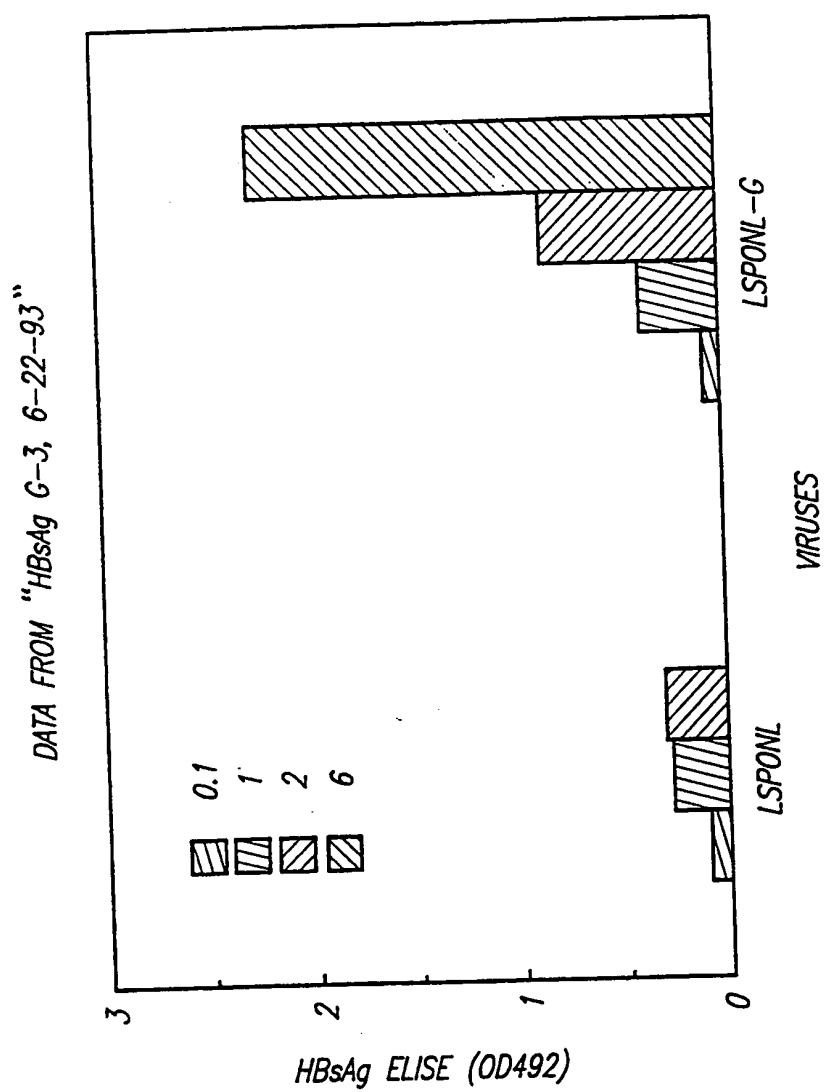 DATA FROM "HBsAg G-3, 6-22-93"
3
2
1
0
HBsAg ELISE (OD492)
0.1
1
2
6
LSPONL
LSPONL-G
VIRUSES